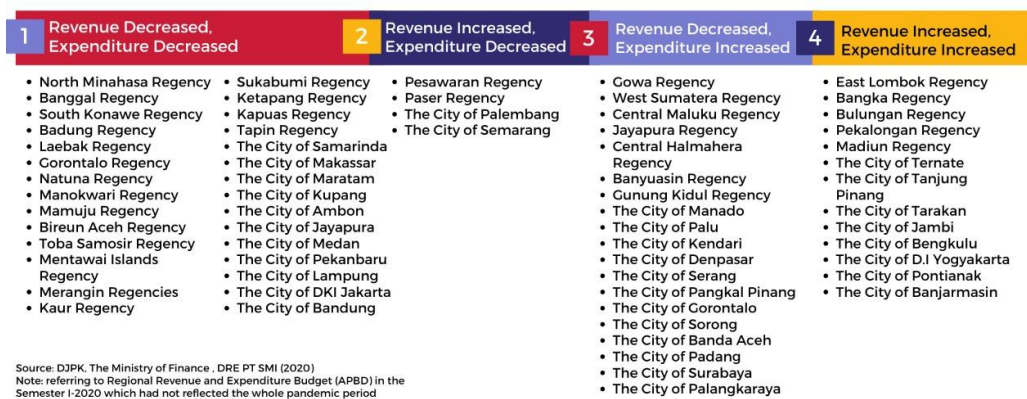 1
Revenue Decreased,
Expenditure Decreased
2
Revenue Increased,
Expenditure Decreased
3
Revenue Decreased,
Expenditure Increased
4
Revenue Increased,
Expenditure Increased
• North Minahasa Regency
• Banggal Regency
• South Konawe Regency
• Badung Regency
• Laebak Regency
• Gorontalo Regency
• Natuna Regency
• Manokwari Regency
• Mamuju Regency
• Bireun Aceh Regency
• Toba Samosir Regency
• Mentawai Islands
Regency
• Merangin Regencies
• Kaur Regency
• Sukabumi Regency
• Ketapang Regency
• Kapuas Regency
• Tapin Regency
• The City of Samarinda
• The City of Makassar
• The City of Maratam
• The City of Kupang
• The City of Ambon
• The City of Jayapura
• The City of Medan
• The City of Pekanbaru
• The City of Lampung
• The City of DKI Jakarta
• The City of Bandung
• Pesawaran Regency
• Paser Regency
• The City of Palembang
• The City of Semarang
• Gowa Regency
• West Sumatera Regency
• Central Maluku Regency
• Jayapura Regency
• Central Halmahera
Regency
• Banyuasin Regency
• Gunung Kidul Regency
• The City of Manado
• The City of Palu
• The City of Kendari
• The City of Denpasar
• The City of Serang
• The City of Pangkal Pinang
• The City of Gorontalo
• The City of Sorong
• The City of Banda Aceh
• The City of Padang
• The City of Surabaya
• The City of Palangkaraya
• East Lombok Regency
• Bangka Regency
• Bulungan Regency
• Pekalongan Regency
• Madiun Regency
• The City of Ternate
• The City of Tanjung
Pinang
• The City of Tarakan
• The City of Jambi
• The City of Bengkulu
• The City of D.I Yogyakarta
• The City of Pontianak
• The City of Banjarmasin
Source: DJPK, The Ministry of Finance , DRE PT SMI (2020)
Note: referring to Regional Revenue and Expenditure Budget (APBD) in the
Semester I-2020 which had not reflected the whole pandemic period